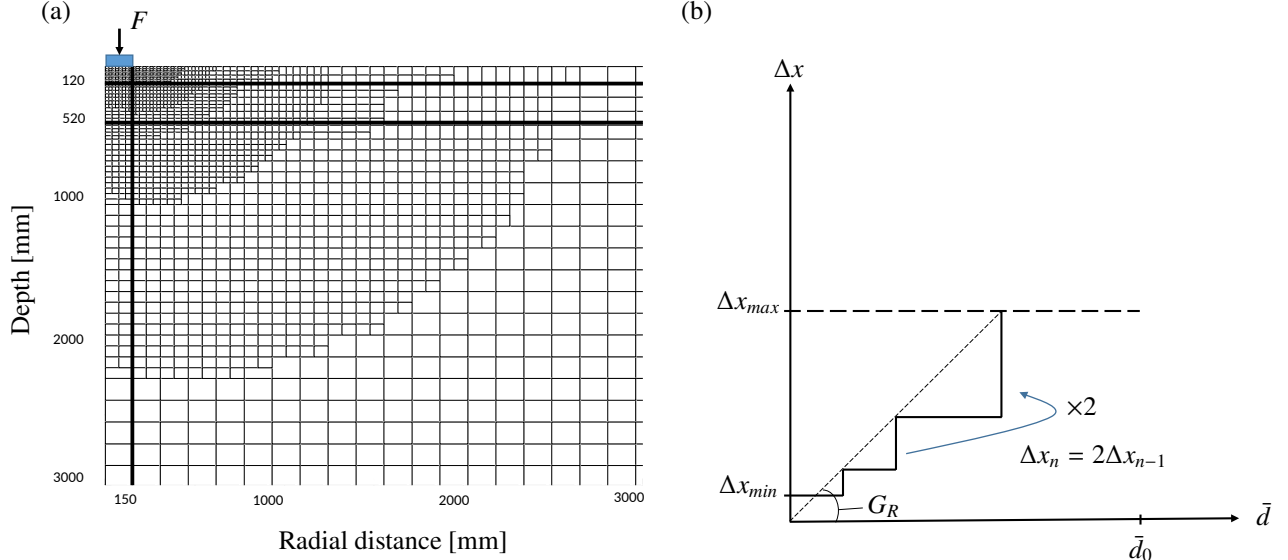 (a)
F
120
520
1000
2000
3000
Depth [mm]
150
1000
2000
3000
Radial distance [mm]
(b)
Δx
Δx_max
×2
Δx_n = 2Δx_{n−1}
Δx_min
G_R
d̄
d̄_0